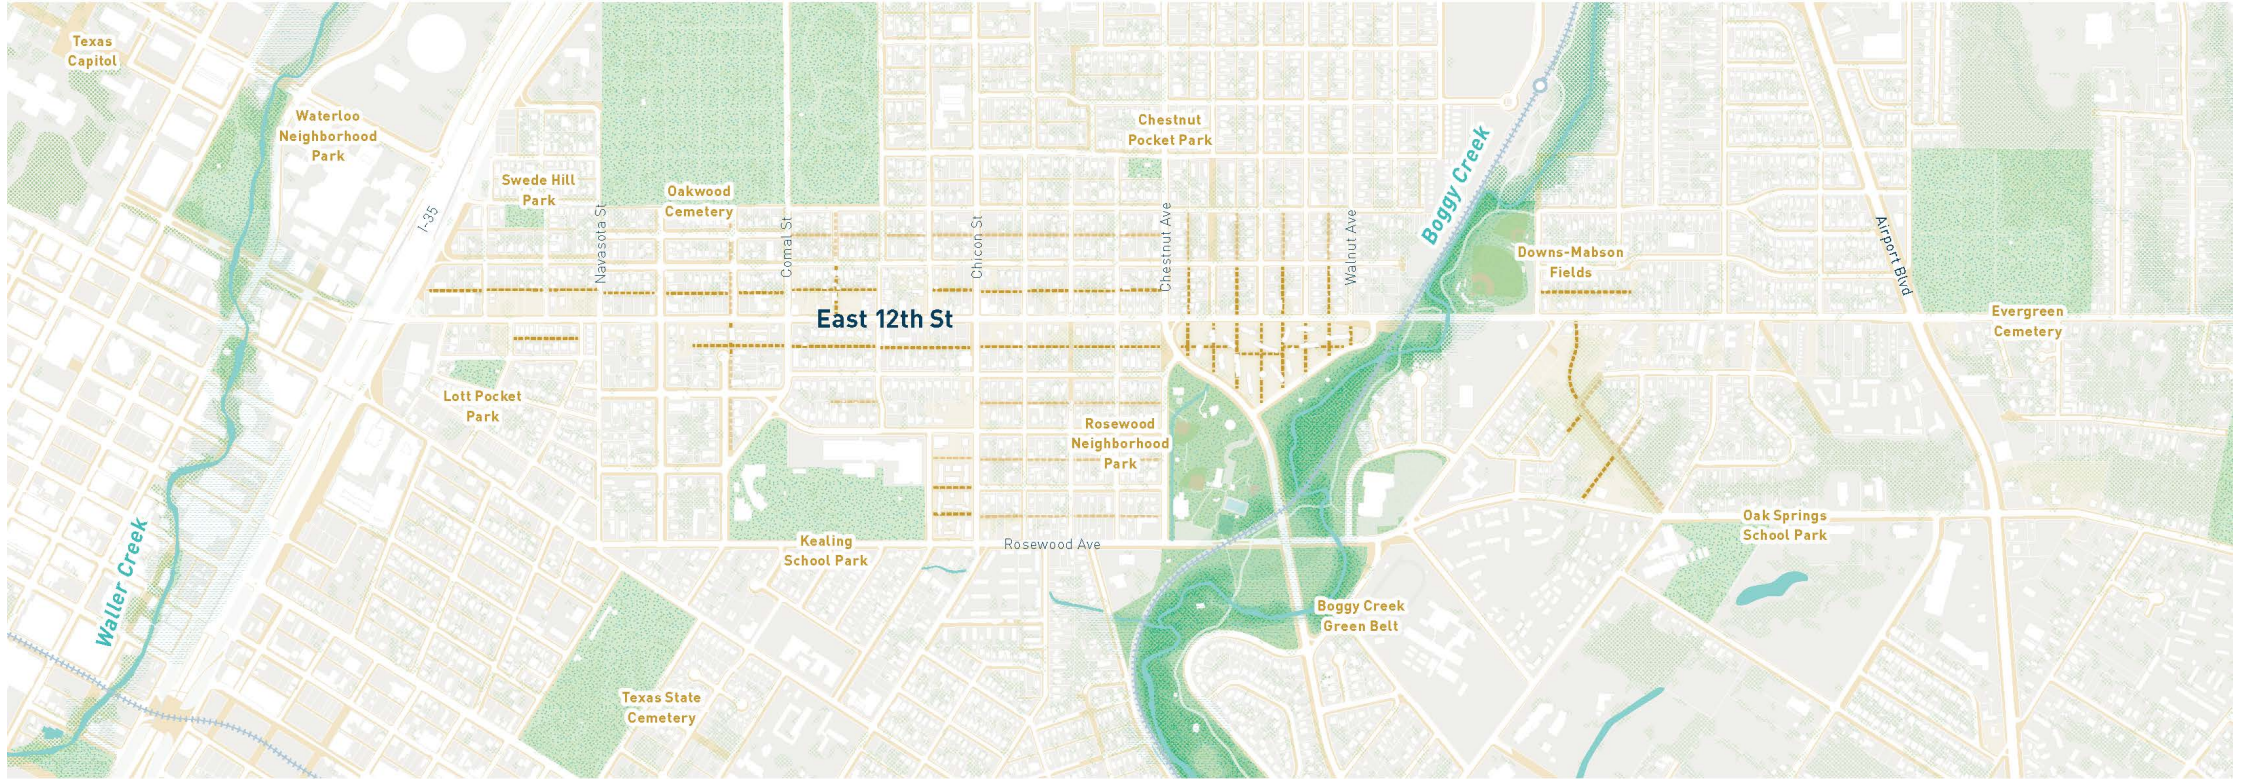 Texas
Capitol
Waterloo
Neighborhood
Park
Chestnut
Pocket Park
Swede Hill
Park
Oakwood
Cemetery
I-35
Navasota St
Comal St
Chicon St
Chestnut Ave
Walnut Ave
Boggy Creek
Downs-Mabson
Fields
Airport Blvd
East 12th St
Evergreen
Cemetery
Lott Pocket
Park
Rosewood
Neighborhood
Park
Waller Creek
Kealing
School Park
Rosewood Ave
Oak Springs
School Park
Boggy Creek
Green Belt
Texas State
Cemetery